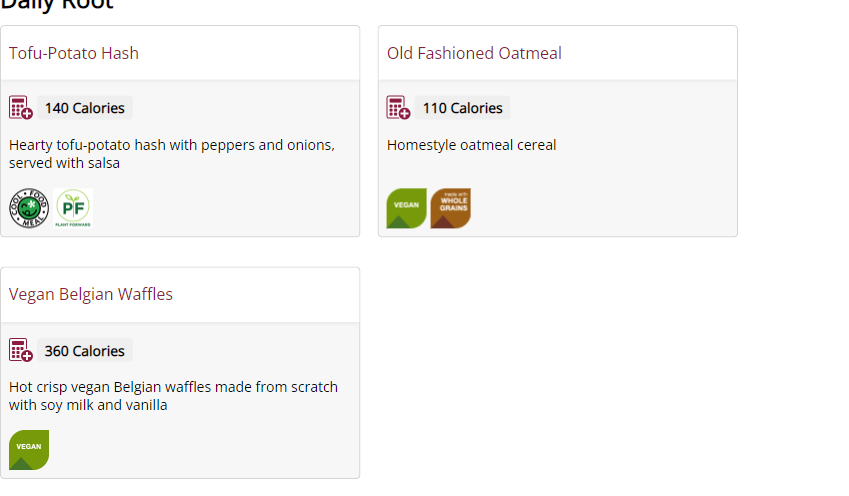 Daily Root
Tofu-Potato Hash
Old Fashioned Oatmeal
140 Calories
110 Calories
Hearty tofu-potato hash with peppers and onions,
served with salsa
Homestyle oatmeal cereal
COOL • FOOD • MEAL
PF
PLANT FORWARD
VEGAN
made with
WHOLE
GRAINS
Vegan Belgian Waffles
360 Calories
Hot crisp vegan Belgian waffles made from scratch
with soy milk and vanilla
VEGAN